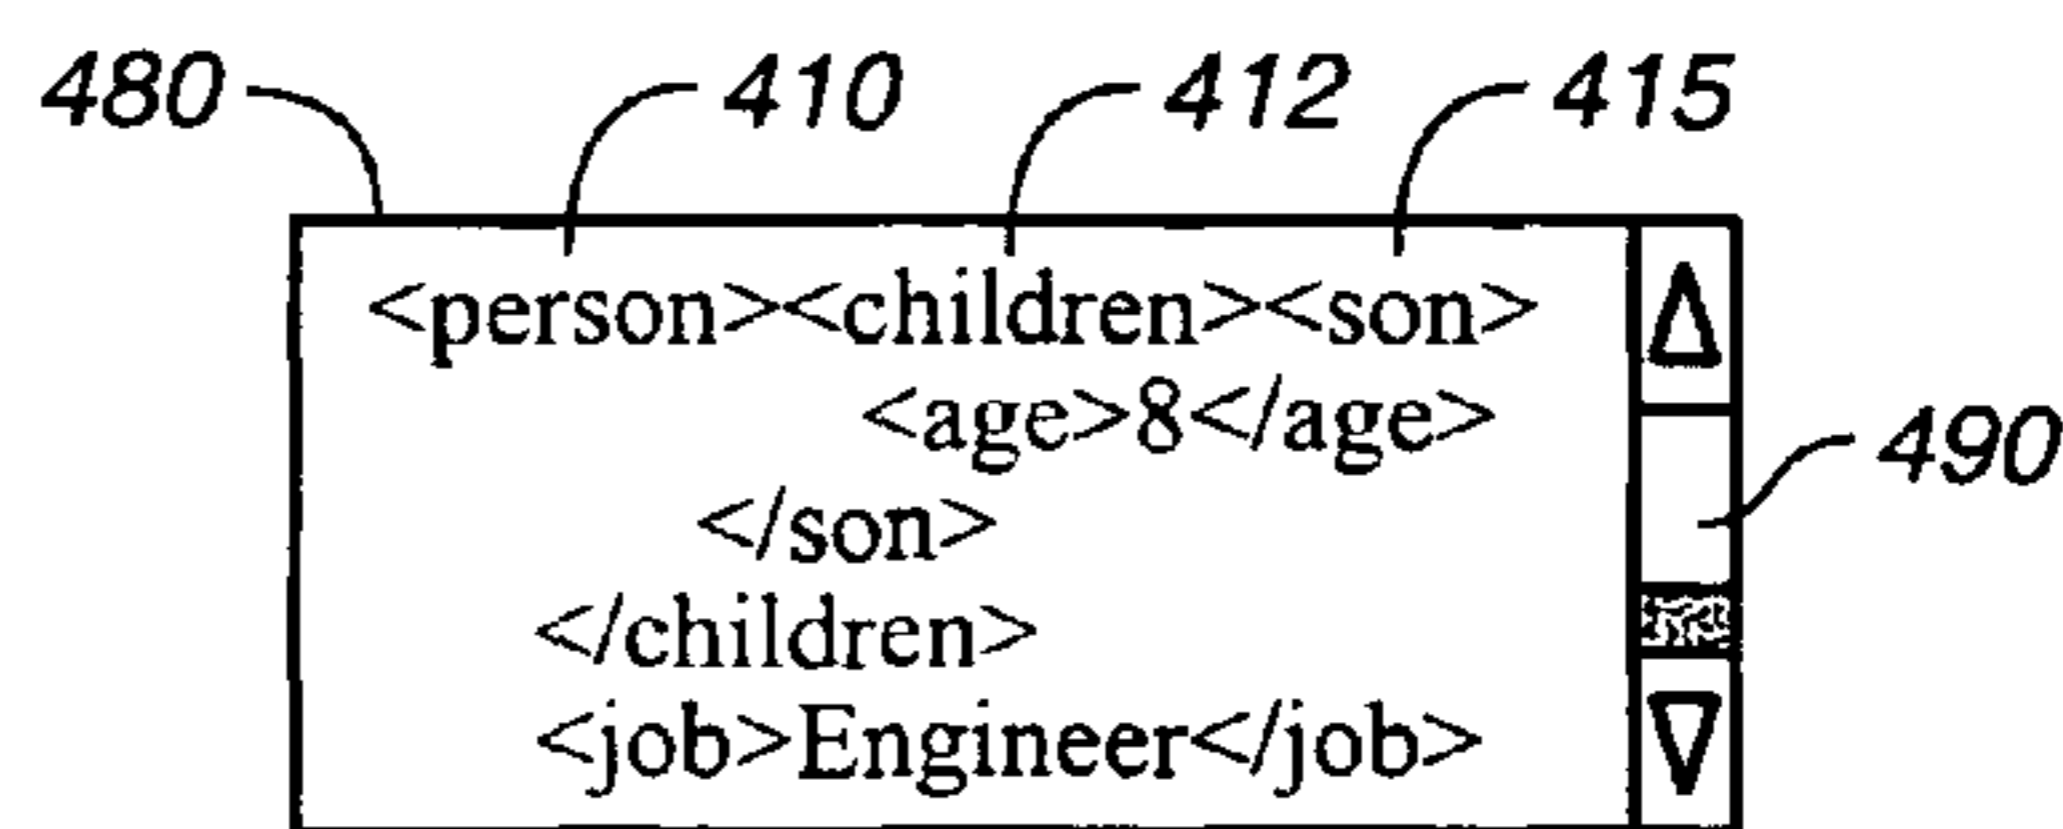 480 410 412 415
<person><children><son>
<age>8</age>
490
</son>
</children>
<job>Engineer</job>